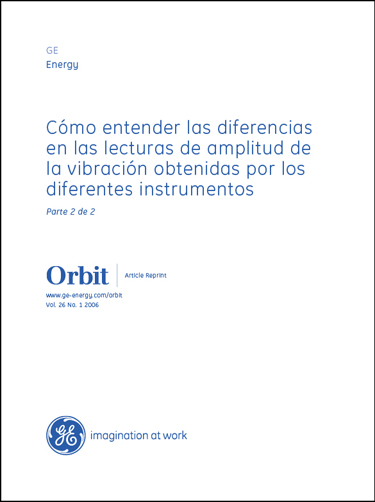 GE
Energy
Cómo entender las diferencias
en las lecturas de amplitud de
la vibración obtenidas por los
diferentes instrumentos
Parte 2 de 2
Orbit
Article Reprint
www.ge-energy.com/orbit
Vol. 26 No. 1 2006
GE
imagination at work